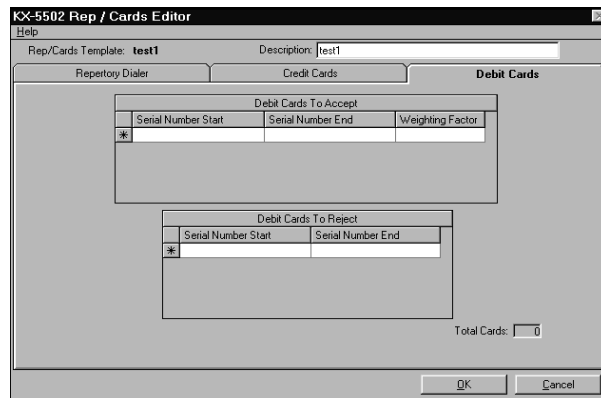 KX-5502 Rep / Cards Editor
Help
Rep/Cards Template: test1 Description: test1
Repertory Dialer Credit Cards Debit Cards
Debit Cards To Accept
Serial Number Start Serial Number End Weighting Factor
Debit Cards To Reject
Serial Number Start Serial Number End
Total Cards: 0
OK Cancel